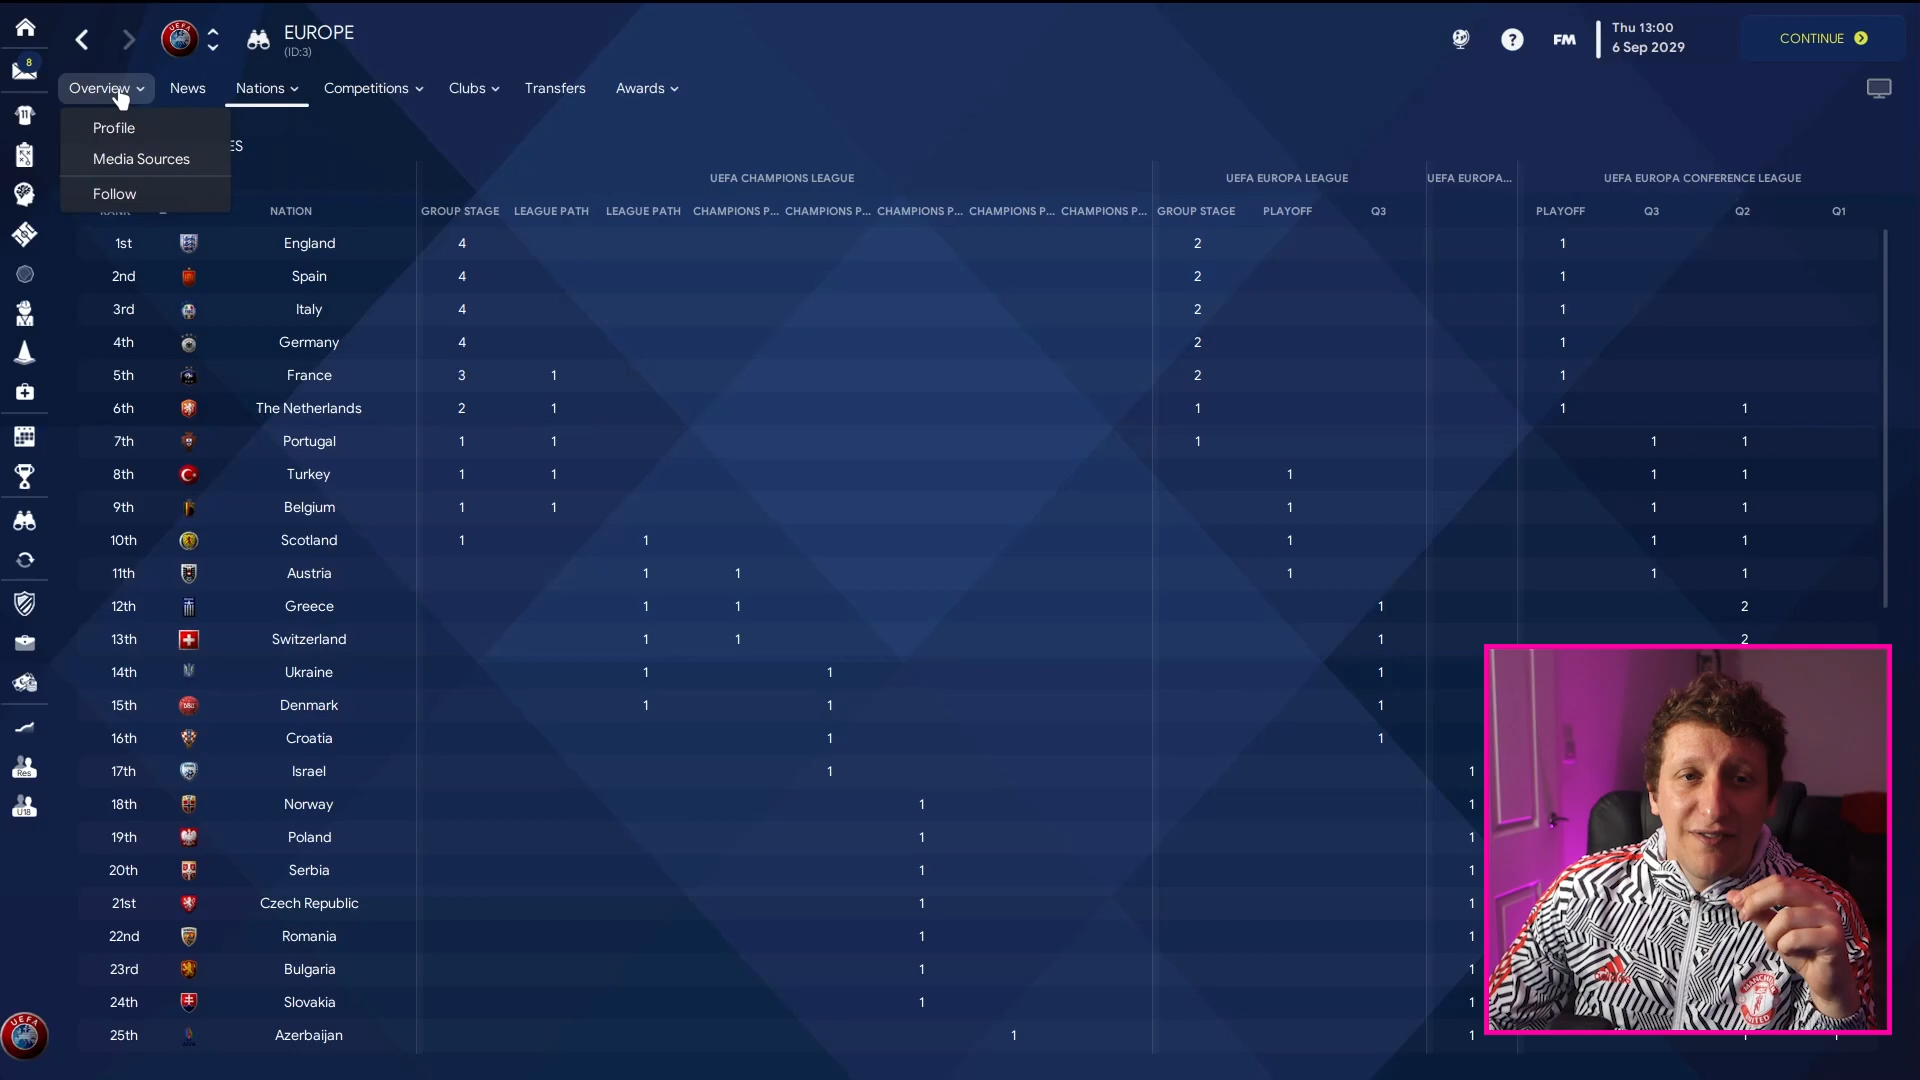 8
EUROPE
(ID:3)
FM
Thu 13:00
6 Sep 2029
CONTINUE
Overview
News
Nations
Competitions
Clubs
Transfers
Awards
Profile
Media Sources
Follow
ES
UEFA CHAMPIONS LEAGUE
UEFA EUROPA LEAGUE
UEFA EUROPA...
UEFA EUROPA CONFERENCE LEAGUE
NATION GROUP STAGE LEAGUE PATH LEAGUE PATH CHAMPIONS P... CHAMPIONS P... CHAMPIONS P... CHAMPIONS P... CHAMPIONS P... GROUP STAGE PLAYOFF Q3 PLAYOFF Q3 Q2 Q1
1st England 4 2 1
2nd Spain 4 2 1
3rd Italy 4 2 1
4th Germany 4 2 1
5th France 3 1 2 1
6th The Netherlands 2 1 1 1 1
7th Portugal 1 1 1 1 1
8th Turkey 1 1 1 1 1
9th Belgium 1 1 1 1 1
10th Scotland 1 1 1 1 1
11th Austria 1 1 1 1 1
12th Greece 1 1 1 2
13th Switzerland 1 1 1 2
14th Ukraine 1 1 1
15th Denmark 1 1 1
16th Croatia 1 1
17th Israel 1 1
18th Norway 1 1
19th Poland 1 1
20th Serbia 1 1
21st Czech Republic 1 1
22nd Romania 1 1
23rd Bulgaria 1 1
24th Slovakia 1 1
25th Azerbaijan 1 1
Res
U18
UEFA
adidas
MANCHESTER
UNITED